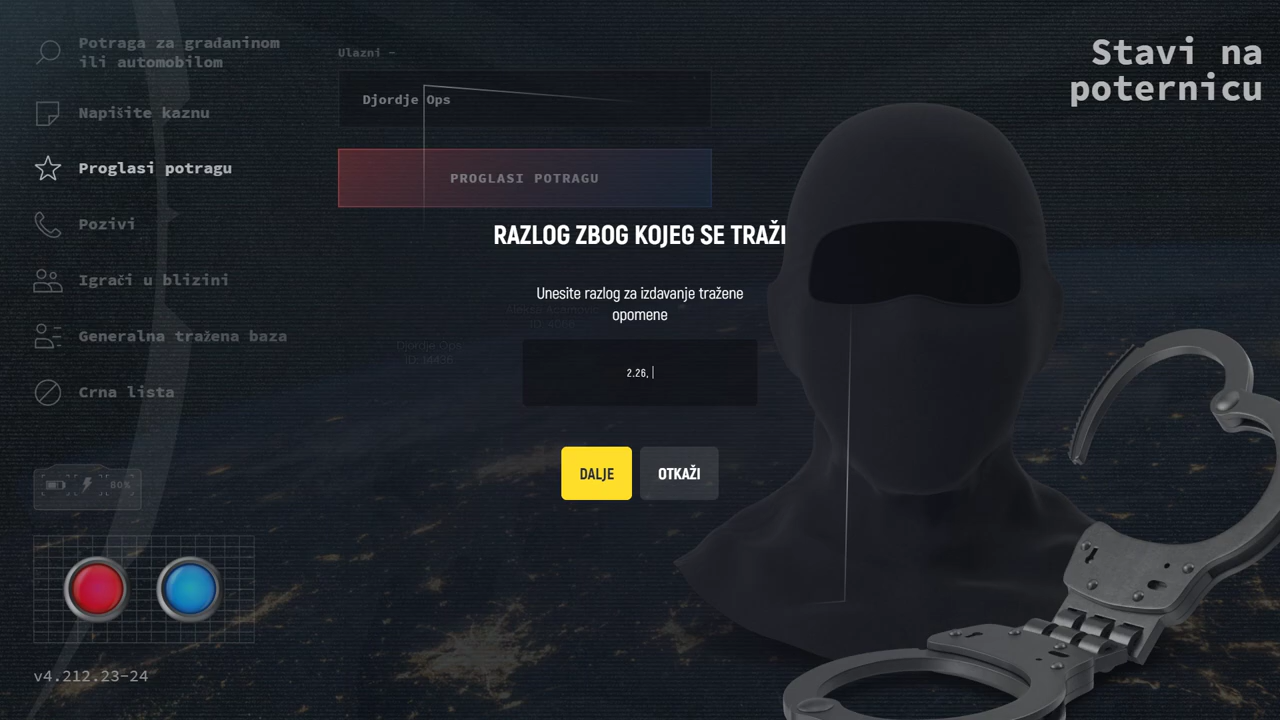 Potraga za građaninom
ili automobilom
Napišite kaznu
Proglasi potragu
Pozivi
Igrači u blizini
Generalna tražena baza
Crna lista
80%
v4.212.23-24
Ulazni –
Djordje Ops
PROGLASI POTRAGU
RAZLOG ZBOG KOJEG SE TRAŽI
Unesite razlog za izdavanje tražene
opomene
Djordje Ops
2.26,
DALJE
OTKAŽI
Stavi na
poternicu